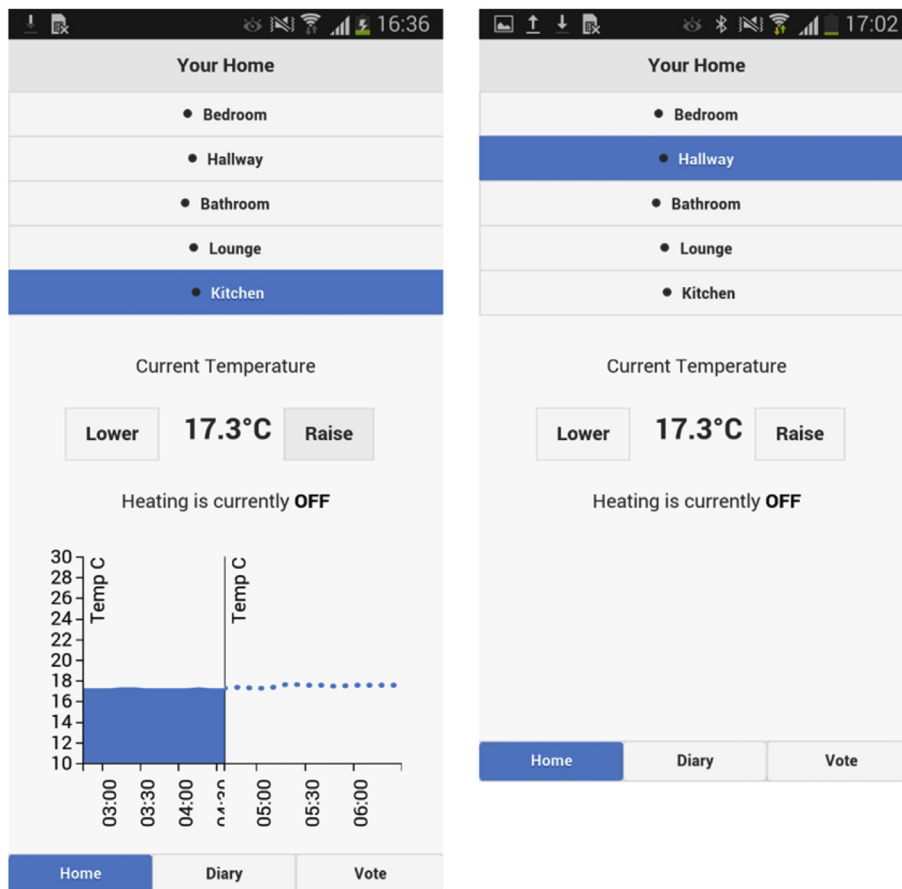 16:36
Your Home
Bedroom
Hallway
Bathroom
Lounge
Kitchen
Current Temperature
Lower 17.3°C Raise
Heating is currently OFF
30
28
26
24
22
20
18
16
14
12
10
Temp C
Temp C
03:00
03:30
04:00
04:30
05:00
05:30
06:00
Home Diary Vote
17:02
Your Home
Bedroom
Hallway
Bathroom
Lounge
Kitchen
Current Temperature
Lower 17.3°C Raise
Heating is currently OFF
Home Diary Vote